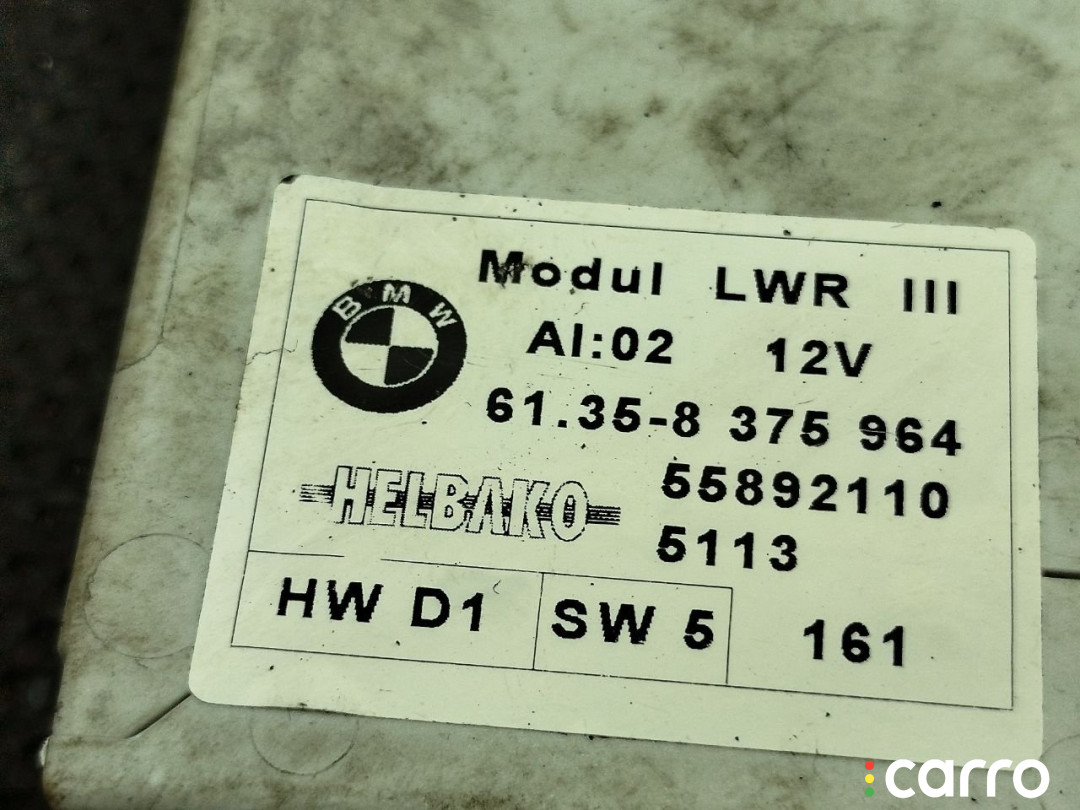 Modul LWR III
BMW
AI:02 12V
61.35-8 375 964
HELBAKO 55892110
5113
HW D1 SW 5 161
carro